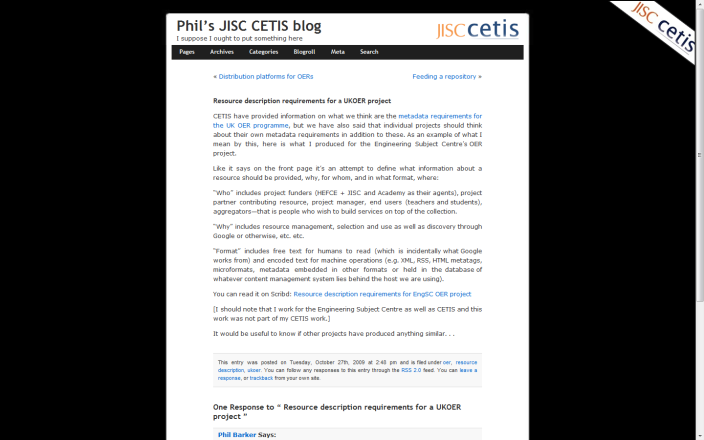 Phil's JISC CETIS blog
I suppose I ought to put something here
JISC cetis
JISC
cetis
Pages Archives Categories Blogroll Meta Search
« Distribution platforms for OERs Feeding a repository »
Resource description requirements for a UKOER project
CETIS have provided information on what we think are the metadata requirements for
the UK OER programme, but we have also said that individual projects should think
about their own metadata requirements in addition to these. As an example of what I
mean by this, here is what I produced for the Engineering Subject Centre's OER
project.
Like it says on the front page it's an attempt to define what information about a
resource should be provided, why, for whom, and in what format, where:
"Who" includes project funders (HEFCE + JISC and Academy as their agents), project
partner contributing resource, project manager, end users (teachers and students),
aggregators—that is people who wish to build services on top of the collection.
"Why" includes resource management, selection and use as well as discovery through
Google or otherwise, etc. etc.
"Format" includes free text for humans to read (which is incidentally what Google
works from) and encoded text for machine operations (e.g. XML, RSS, HTML metatags,
microformats, metadata embedded in other formats or held in the database of
whatever content management system lies behind the host we are using).
You can read it on Scribd: Resource description requirements for EngSC OER project
[I should note that I work for the Engineering Subject Centre as well as CETIS and this
work was not part of my CETIS work.]
It would be useful to know if other projects have produced anything similar. . .
This entry was posted on Tuesday, October 27th, 2009 at 2:46 pm and is filed under oer, resource
description, ukoer. You can follow any responses to this entry through the RSS 2.0 feed. You can leave a
response, or trackback from your own site.
One Response to " Resource description requirements for a UKOER
project "
Phil Barker Says: